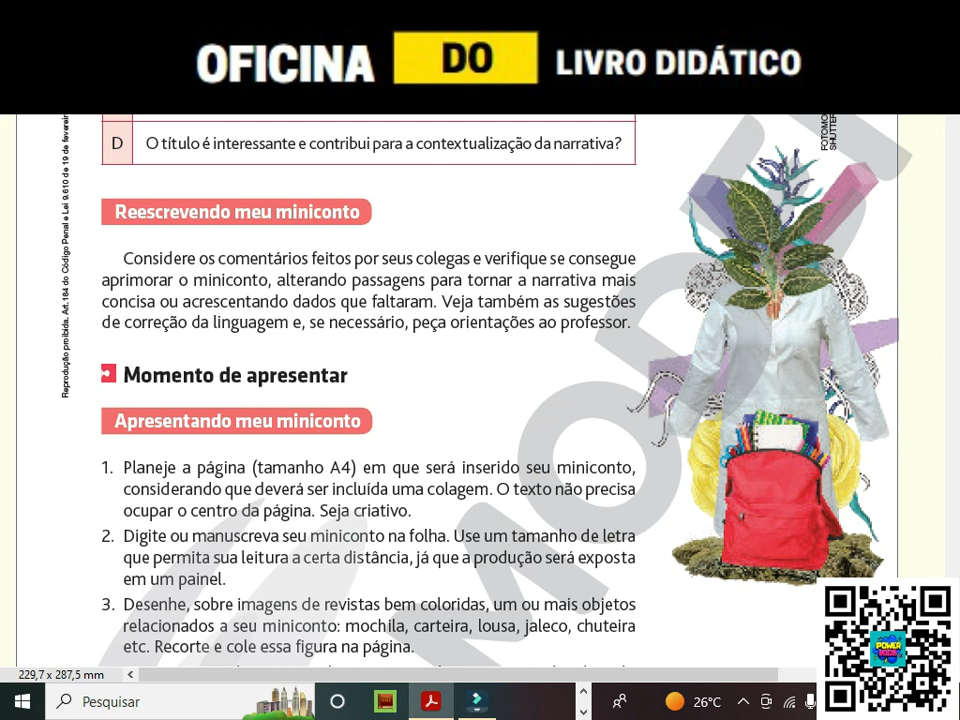 OFICINA DO LIVRO DIDÁTICO
Reprodução proibida. Art.184 do Código Penal e Lei 9.610 de 19 de
FOTOMO
SHUTTER
D O título é interessante e contribui para a contextualização da narrativa?
Reescrevendo meu miniconto
Considere os comentários feitos por seus colegas e verifique se consegue
aprimorar o miniconto, alterando passagens para tornar a narrativa mais
concisa ou acrescentando dados que faltaram. Veja também as sugestões
de correção da linguagem e, se necessário, peça orientações ao professor.
Momento de apresentar
Apresentando meu miniconto
1. Planeje a página (tamanho A4) em que será inserido seu miniconto,
considerando que deverá ser incluída uma colagem. O texto não precisa
ocupar o centro da página. Seja criativo.
2. Digite ou manuscreva seu miniconto na folha. Use um tamanho de letra
que permita sua leitura a certa distância, já que a produção será exposta
em um painel.
3. Desenhe, sobre imagens de revistas bem coloridas, um ou mais objetos
relacionados a seu miniconto: mochila, carteira, lousa, jaleco, chuteira
etc. Recorte e cole essa figura na página.
MODE
POWER
KIDS
229,7 x 287,5 mm
Pesquisar
26°C